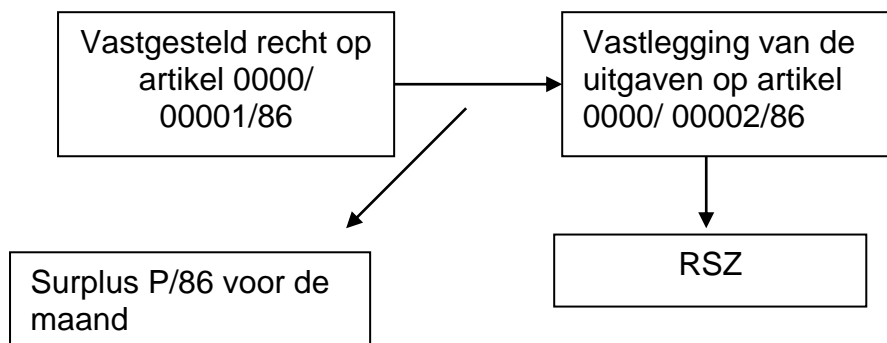 Vastgesteld recht op
artikel 0000/
00001/86
Vastlegging van de
uitgaven op artikel
0000/ 00002/86
Surplus P/86 voor de
maand
RSZ